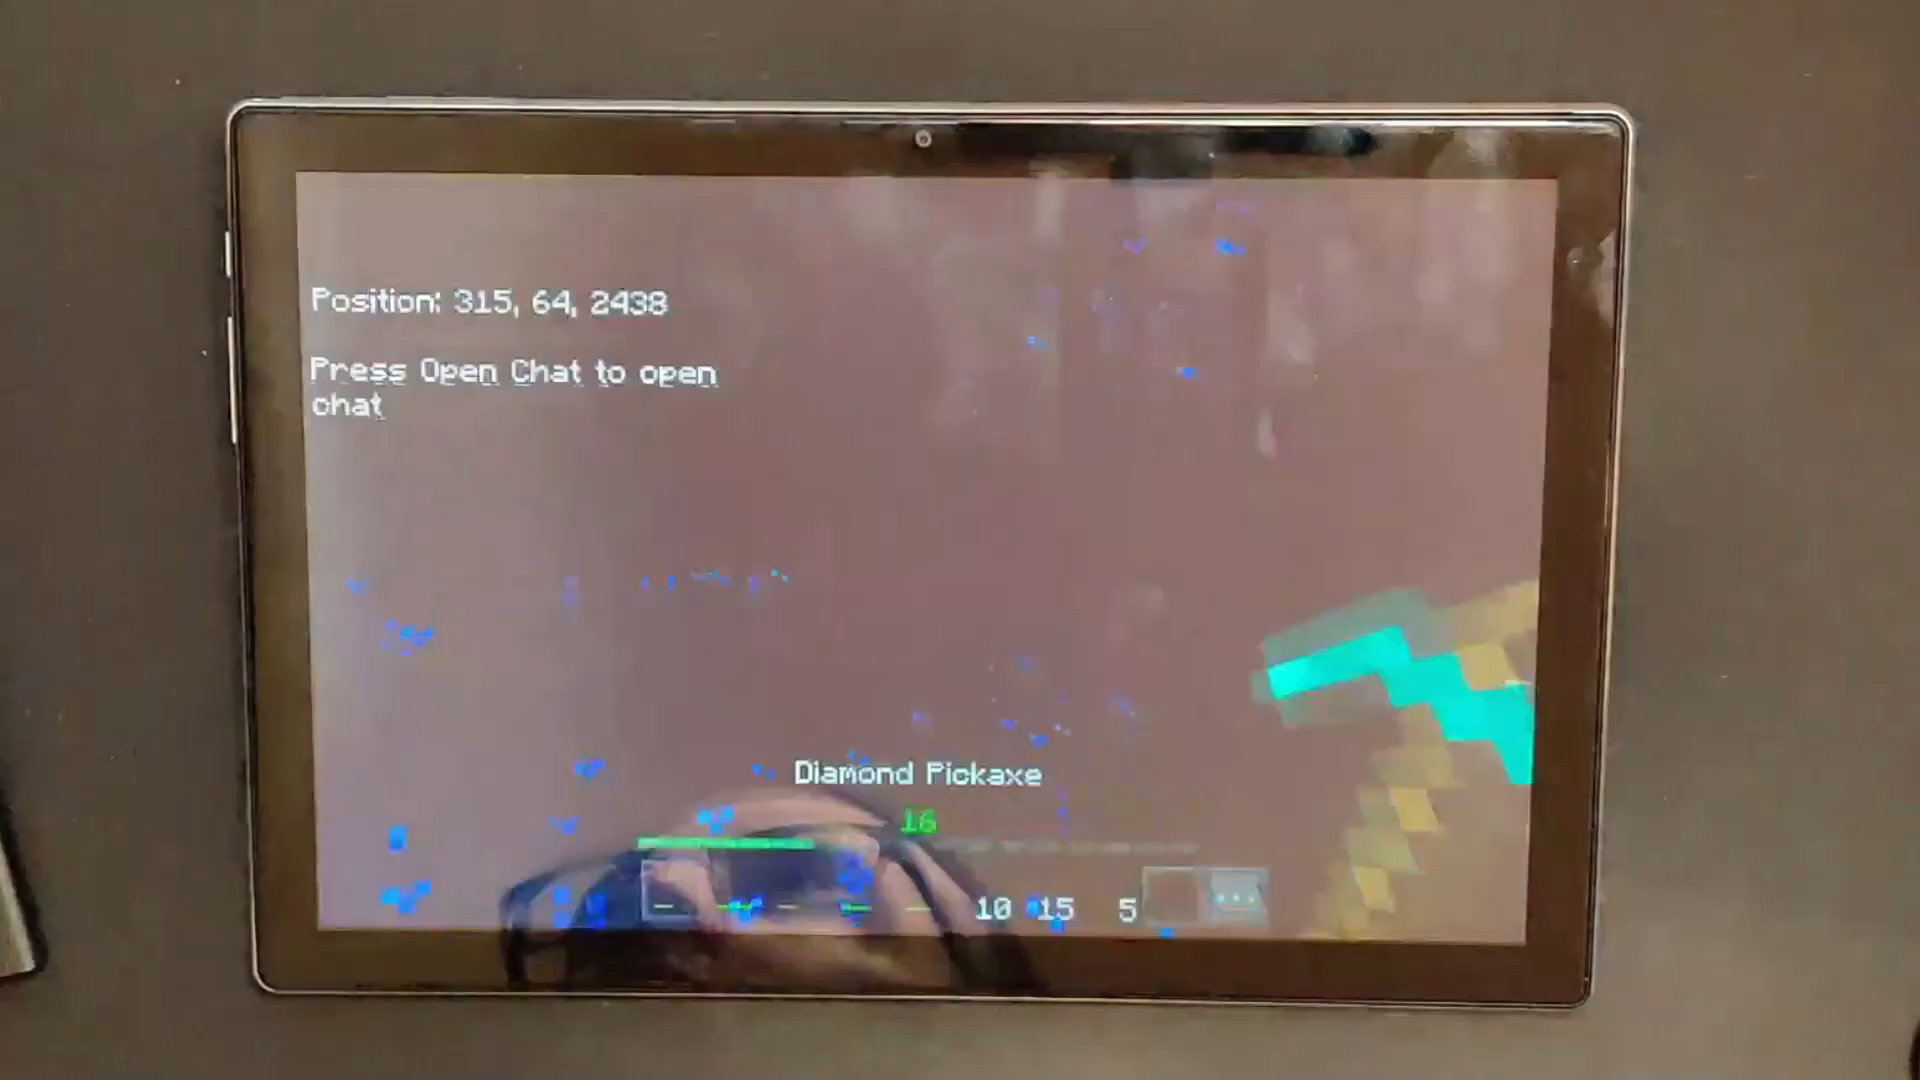 Position: 315, 64, 2438
Press Open Chat to open
chat
Diamond Pickaxe
16
10 15 5